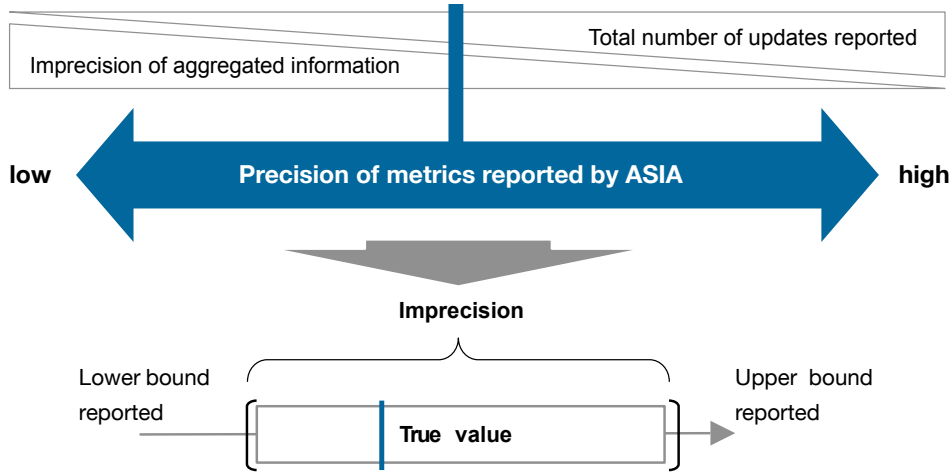 Total number of updates reported
Imprecision of aggregated information
low
Precision of metrics reported by ASIA
high
Imprecision
Lower bound
reported
Upper bound
reported
True value